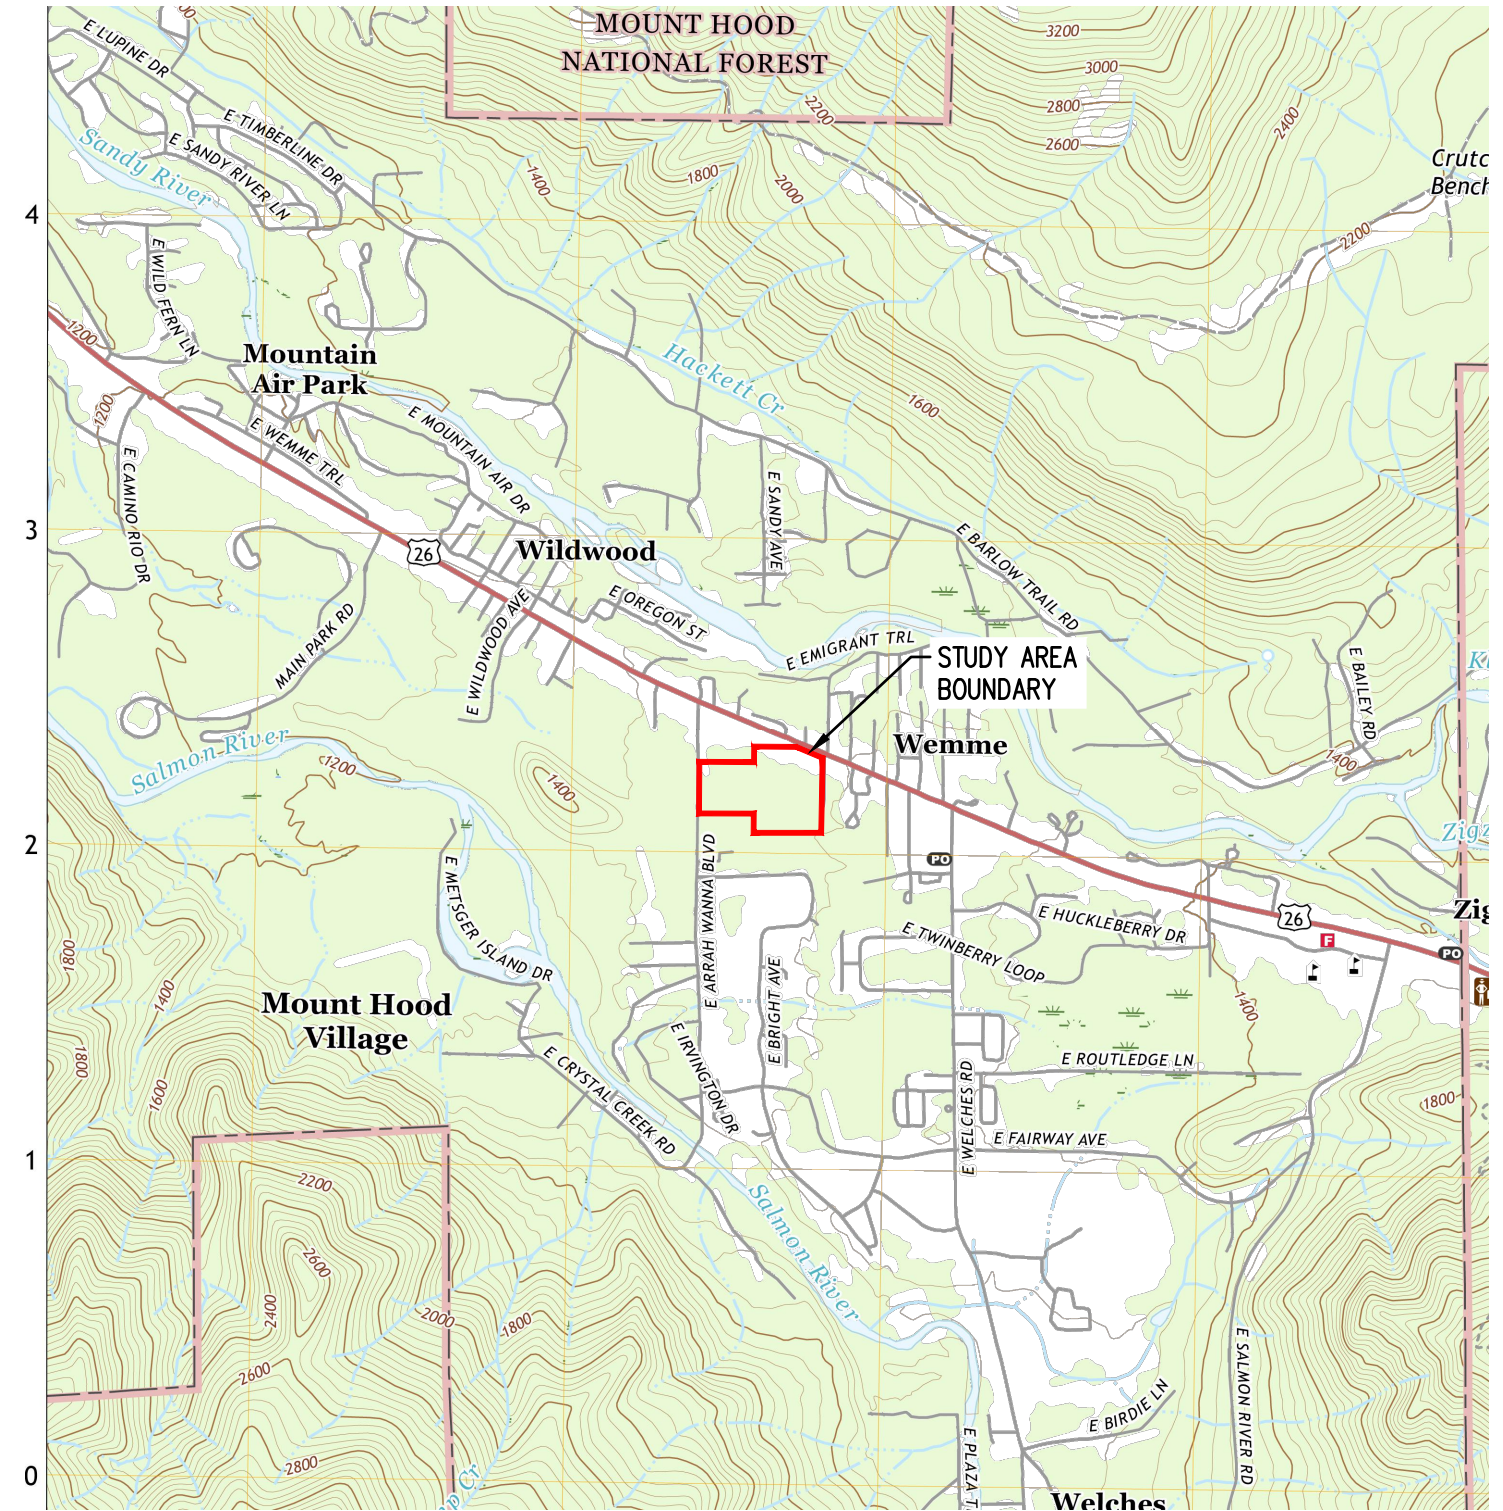 MOUNT HOOD
NATIONAL FOREST
E LUPINE DR
3200
3000
2800
2600
2400
2200
E TIMBERLINE DR
E SANDY RIVER LN
Sandy River
1400
1800
2000
2200
4
E WILD FERN LN
1200
Mountain
Air Park
Hackett Cr
1600
1200
E WEMME TRL
E MOUNTAIN AIR DR
E CAMINO RIO DR
E SANDY AVE
3
26
Wildwood
E BARLOW TRAIL RD
E OREGON ST
E WILDWOOD AVE
MAIN PARK RD
E EMIGRANT TRL
STUDY AREA
BOUNDARY
E BAILEY RD
Wemme
Salmon River
1200
1400
1400
2
PO
E METSGER ISLAND DR
E ARRAH WANNA BLVD
E HUCKLEBERRY DR
E TWINBERRY LOOP
26
F
PO
1800
1400
E BRIGHT AVE
1400
Mount Hood
Village
E IRVINGTON DR
E CRYSTAL CREEK RD
E ROUTLEDGE LN
E WELCHES RD
E FAIRWAY AVE
1800
1600
1800
1
2200
2600
2400
2000
1800
2600
Salmon River
E SALMON RIVER RD
E BIRDIE LN
E PLAZA T
2800
0
Welches